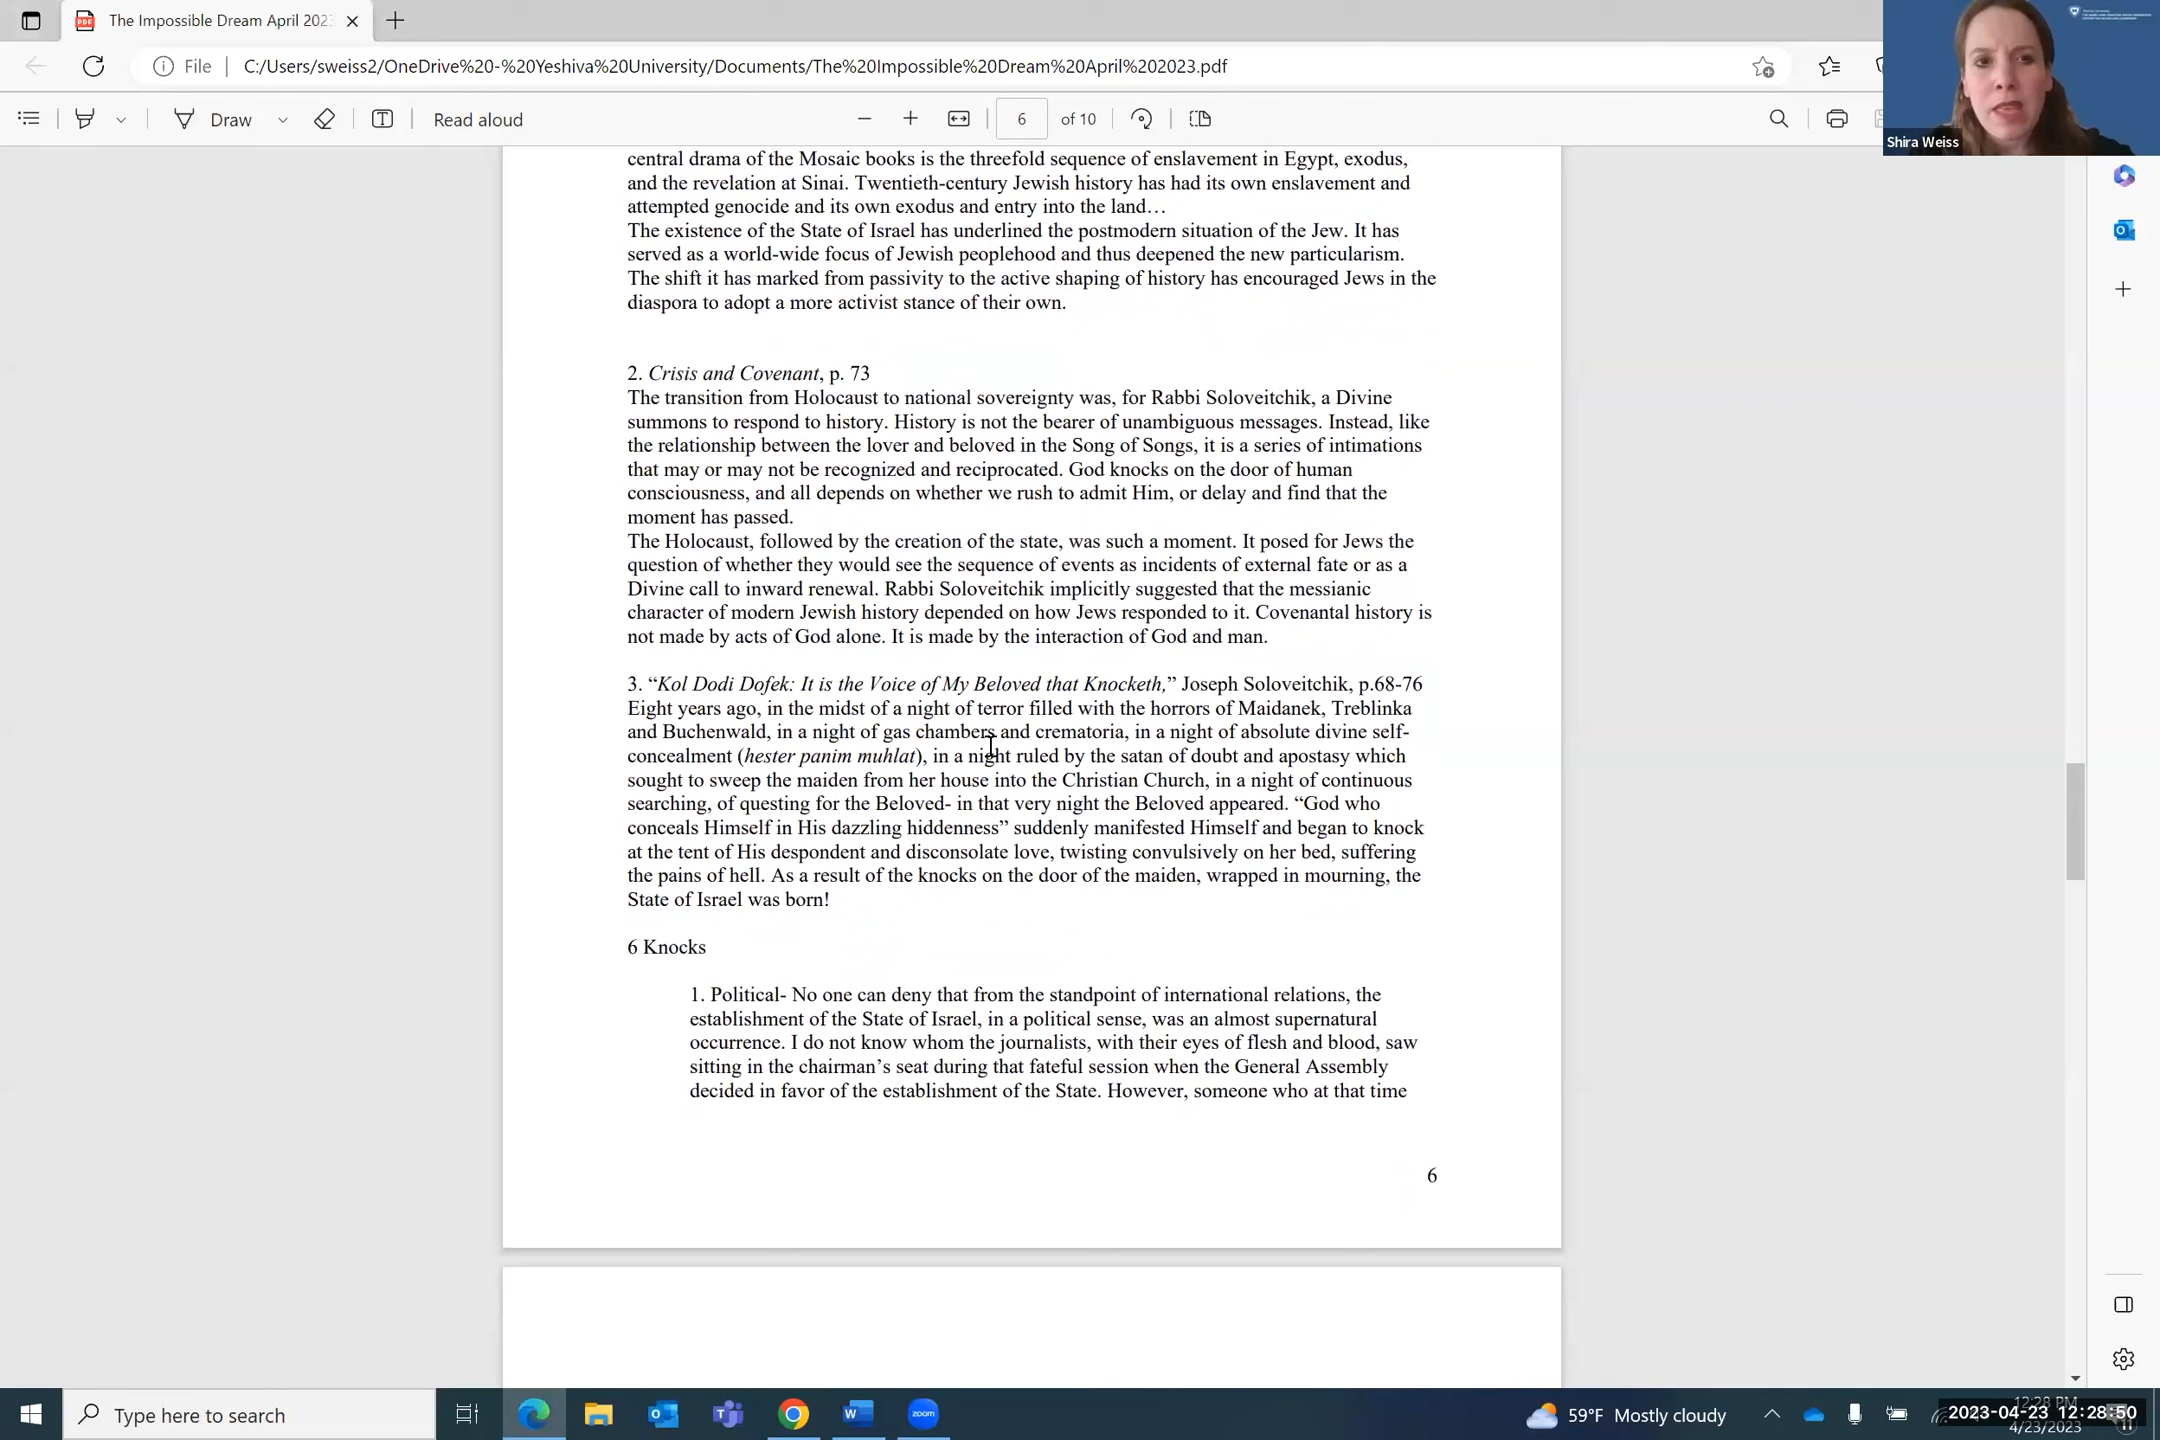 The Impossible Dream April 202
File
C:/Users/sweiss2/OneDrive%20-%20Yeshiva%20University/Documents/The%20Impossible%20Dream%20April%202023.pdf
Draw
Read aloud
6
of 10
Shira Weiss
central drama of the Mosaic books is the threefold sequence of enslavement in Egypt, exodus,
and the revelation at Sinai. Twentieth-century Jewish history has had its own enslavement and
attempted genocide and its own exodus and entry into the land…
The existence of the State of Israel has underlined the postmodern situation of the Jew. It has
served as a world-wide focus of Jewish peoplehood and thus deepened the new particularism.
The shift it has marked from passivity to the active shaping of history has encouraged Jews in the
diaspora to adopt a more activist stance of their own.
2. Crisis and Covenant, p. 73
The transition from Holocaust to national sovereignty was, for Rabbi Soloveitchik, a Divine
summons to respond to history. History is not the bearer of unambiguous messages. Instead, like
the relationship between the lover and beloved in the Song of Songs, it is a series of intimations
that may or may not be recognized and reciprocated. God knocks on the door of human
consciousness, and all depends on whether we rush to admit Him, or delay and find that the
moment has passed.
The Holocaust, followed by the creation of the state, was such a moment. It posed for Jews the
question of whether they would see the sequence of events as incidents of external fate or as a
Divine call to inward renewal. Rabbi Soloveitchik implicitly suggested that the messianic
character of modern Jewish history depended on how Jews responded to it. Covenantal history is
not made by acts of God alone. It is made by the interaction of God and man.
3. “Kol Dodi Dofek: It is the Voice of My Beloved that Knocketh,” Joseph Soloveitchik, p.68-76
Eight years ago, in the midst of a night of terror filled with the horrors of Maidanek, Treblinka
and Buchenwald, in a night of gas chambers and crematoria, in a night of absolute divine self-
concealment (hester panim muhlat), in a night ruled by the satan of doubt and apostasy which
sought to sweep the maiden from her house into the Christian Church, in a night of continuous
searching, of questing for the Beloved- in that very night the Beloved appeared. “God who
conceals Himself in His dazzling hiddenness” suddenly manifested Himself and began to knock
at the tent of His despondent and disconsolate love, twisting convulsively on her bed, suffering
the pains of hell. As a result of the knocks on the door of the maiden, wrapped in mourning, the
State of Israel was born!
6 Knocks
1. Political- No one can deny that from the standpoint of international relations, the
establishment of the State of Israel, in a political sense, was an almost supernatural
occurrence. I do not know whom the journalists, with their eyes of flesh and blood, saw
sitting in the chairman’s seat during that fateful session when the General Assembly
decided in favor of the establishment of the State. However, someone who at that time
6
Type here to search
zoom
59°F Mostly cloudy
12:28 PM
2023-04-23 12:28:50
4/23/2023